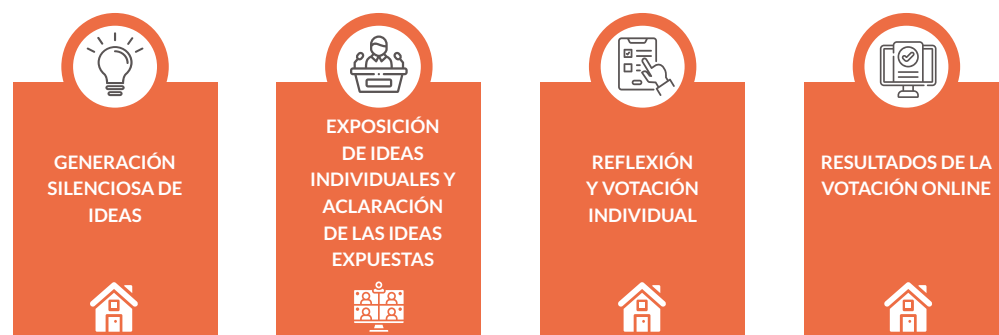 GENERACIÓN
SILENCIOSA DE
IDEAS
EXPOSICIÓN
DE IDEAS
INDIVIDUALES Y
ACLARACIÓN
DE LAS IDEAS
EXPUESTAS
REFLEXIÓN
Y VOTACIÓN
INDIVIDUAL
RESULTADOS DE LA
VOTACIÓN ONLINE